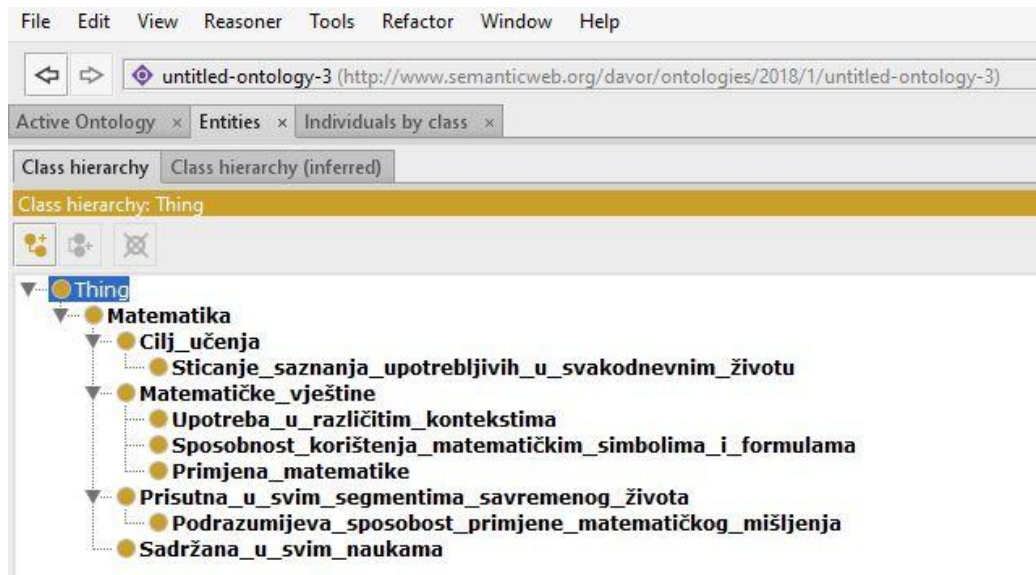 File Edit View Reasoner Tools Refactor Window Help
untitled-ontology-3 (http://www.semanticweb.org/davor/ontologies/2018/1/untitled-ontology-3)
Active Ontology × Entities × Individuals by class ×
Class hierarchy Class hierarchy (inferred)
Class hierarchy: Thing
Thing
Matematika
Cilj_učenja
Sticanje_saznanja_upotrebljivih_u_svakodnevnim_životu
Matematičke_vještine
Upotreba_u_različitim_kontekstima
Sposobnost_korištenja_matematičkim_simbolima_i_formulama
Primjena_matematike
Prisutna_u_svim_segmentima_savremenog_života
Podrazumijeva_sposobost_primjene_matematičkog_mišljenja
Sadržana_u_svim_naukama